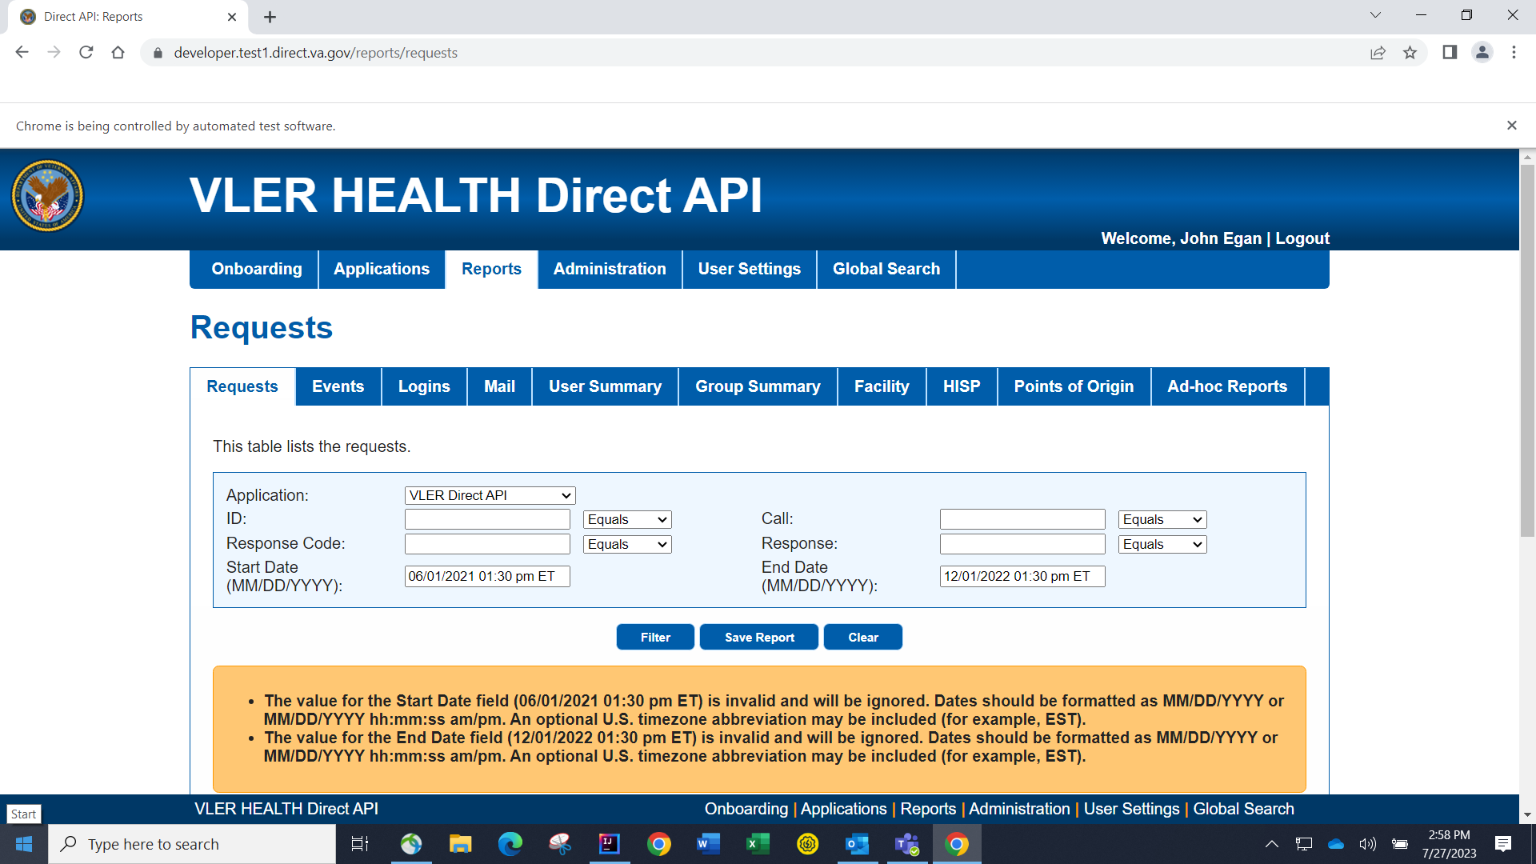 Direct API: Reports
developer.test1.direct.va.gov/reports/requests
Chrome is being controlled by automated test software.
VLER HEALTH Direct API
Welcome, John Egan | Logout
Onboarding Applications Reports Administration User Settings Global Search
Requests
Requests Events Logins Mail User Summary Group Summary Facility HISP Points of Origin Ad-hoc Reports
This table lists the requests.
Application: VLER Direct API
ID: Equals Call: Equals
Response Code: Equals Response: Equals
Start Date
(MM/DD/YYYY): 06/01/2021 01:30 pm ET
End Date
(MM/DD/YYYY): 12/01/2022 01:30 pm ET
Filter Save Report Clear
• The value for the Start Date field (06/01/2021 01:30 pm ET) is invalid and will be ignored. Dates should be formatted as MM/DD/YYYY or
MM/DD/YYYY hh:mm:ss am/pm. An optional U.S. timezone abbreviation may be included (for example, EST).
• The value for the End Date field (12/01/2022 01:30 pm ET) is invalid and will be ignored. Dates should be formatted as MM/DD/YYYY or
MM/DD/YYYY hh:mm:ss am/pm. An optional U.S. timezone abbreviation may be included (for example, EST).
VLER HEALTH Direct API Onboarding | Applications | Reports | Administration | User Settings | Global Search
Start
Type here to search
2:58 PM
7/27/2023